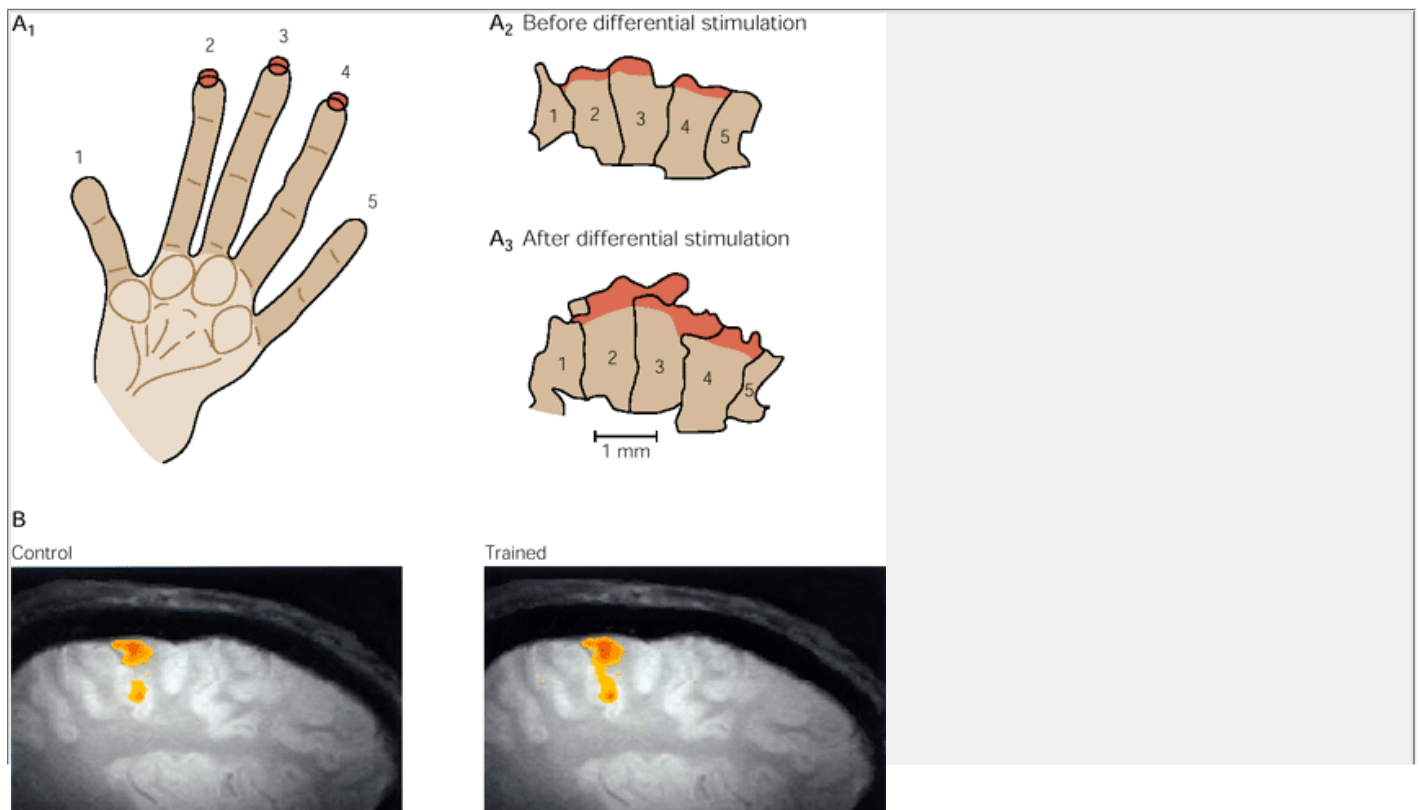 A1
1
2
3
4
5
A2 Before differential stimulation
1
2
3
4
5
A3 After differential stimulation
1
2
3
4
5
1 mm
B
Control
Trained